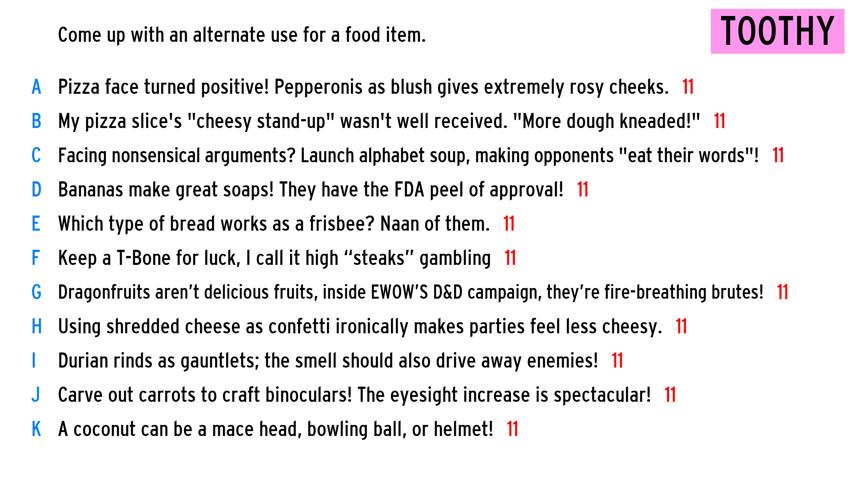 Come up with an alternate use for a food item.
TOOTHY
A Pizza face turned positive! Pepperonis as blush gives extremely rosy cheeks. 11
B My pizza slice's "cheesy stand-up" wasn't well received. "More dough kneaded!" 11
C Facing nonsensical arguments? Launch alphabet soup, making opponents "eat their words"! 11
D Bananas make great soaps! They have the FDA peel of approval! 11
E Which type of bread works as a frisbee? Naan of them. 11
F Keep a T-Bone for luck, I call it high “steaks” gambling 11
G Dragonfruits aren’t delicious fruits, inside EWOW’S D&D campaign, they’re fire-breathing brutes! 11
H Using shredded cheese as confetti ironically makes parties feel less cheesy. 11
I Durian rinds as gauntlets; the smell should also drive away enemies! 11
J Carve out carrots to craft binoculars! The eyesight increase is spectacular! 11
K A coconut can be a mace head, bowling ball, or helmet! 11